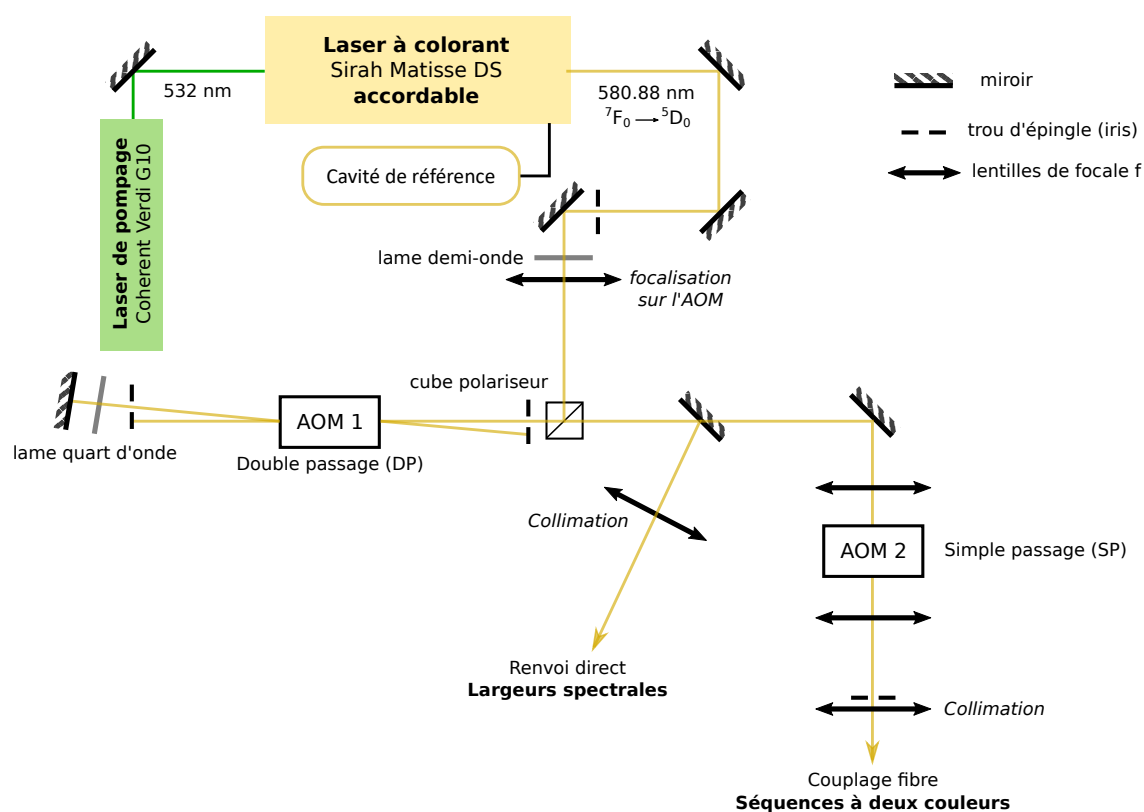 Laser à colorant
Sirah Matisse DS
accordable
532 nm
580.88 nm
⁷F₀ → ⁵D₀
miroir
trou d'épingle (iris)
lentilles de focale f
Laser de pompage
Coherent Verdi G10
Cavité de référence
lame demi-onde
focalisation
sur l'AOM
cube polariseur
AOM 1
lame quart d'onde
Double passage (DP)
Collimation
AOM 2
Simple passage (SP)
Renvoi direct
Largeurs spectrales
Collimation
Couplage fibre
Séquences à deux couleurs